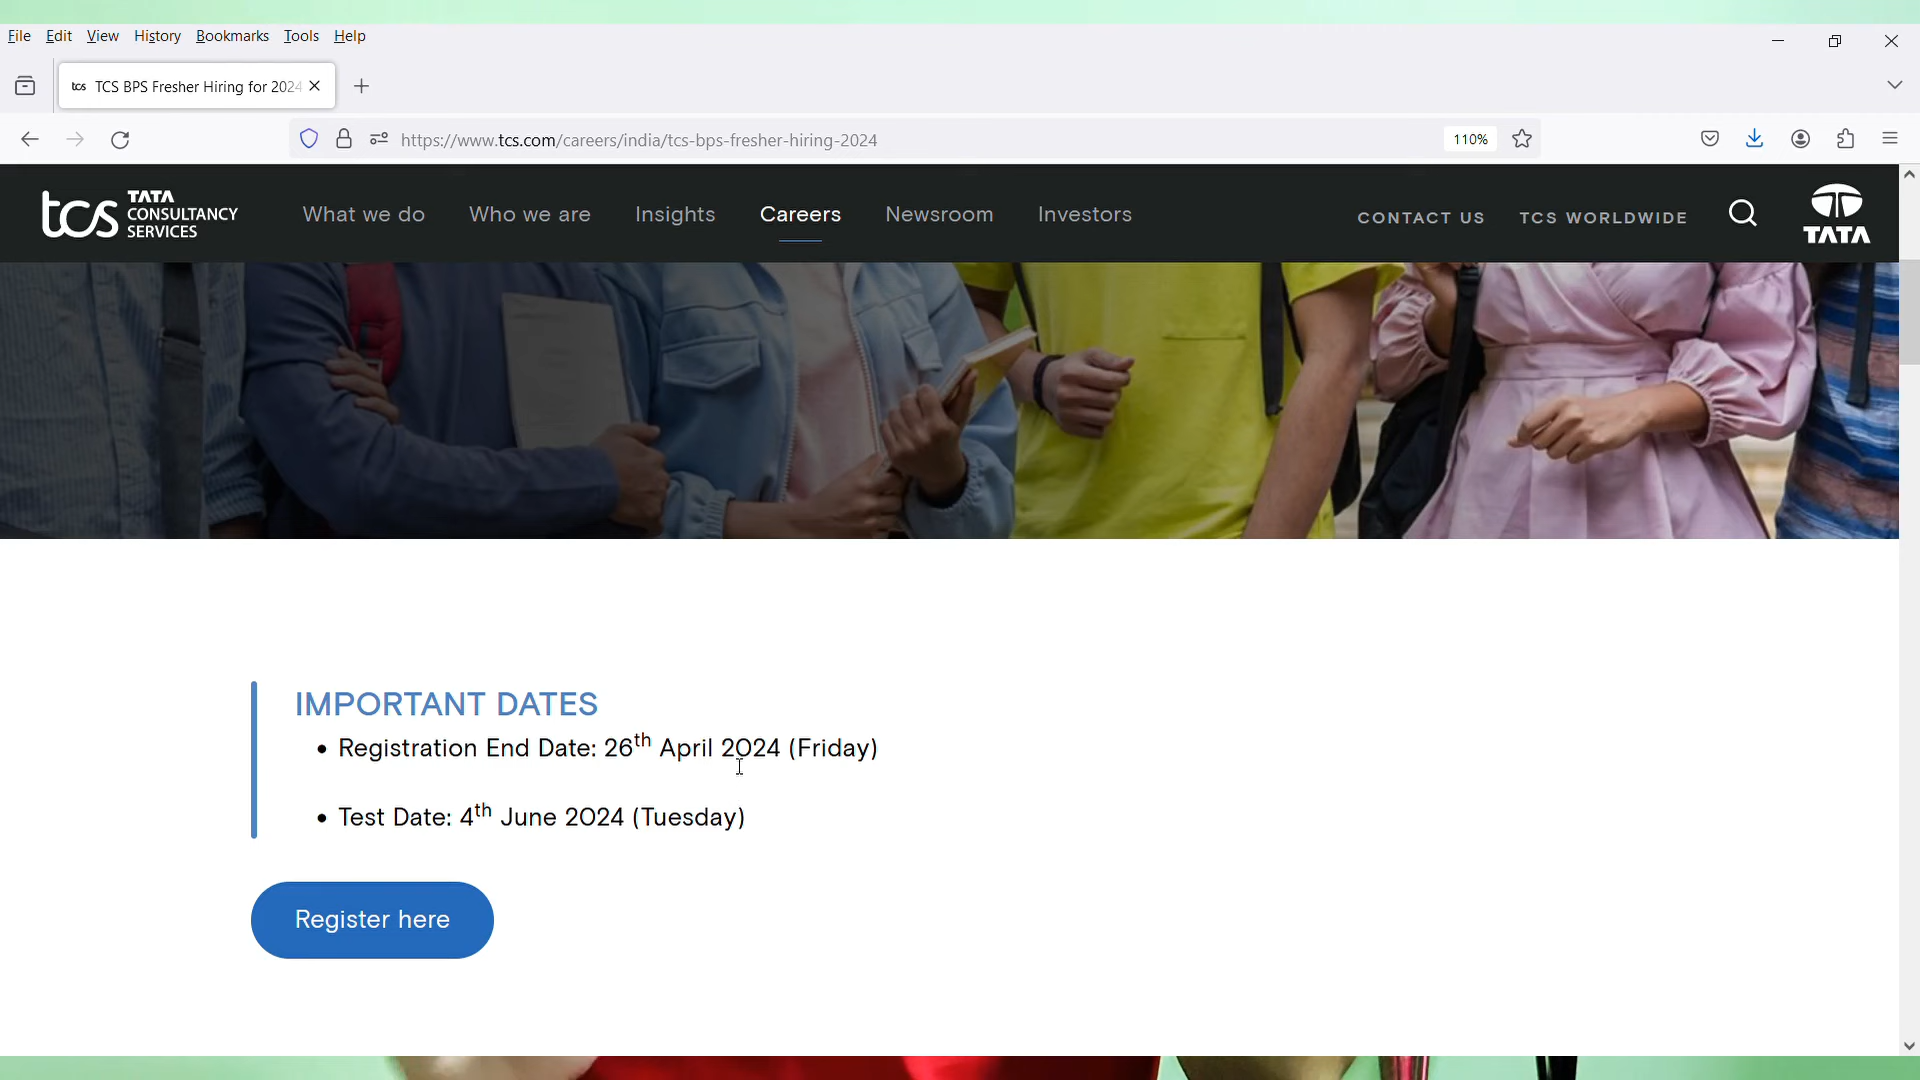 File Edit View History Bookmarks Tools Help
tcs TCS BPS Fresher Hiring for 2024
https://www.tcs.com/careers/india/tcs-bps-fresher-hiring-2024 110%
tcs TATA CONSULTANCY SERVICES
What we do Who we are Insights Careers Newsroom Investors CONTACT US TCS WORLDWIDE TATA
IMPORTANT DATES
• Registration End Date: 26th April 2024 (Friday)
• Test Date: 4th June 2024 (Tuesday)
Register here